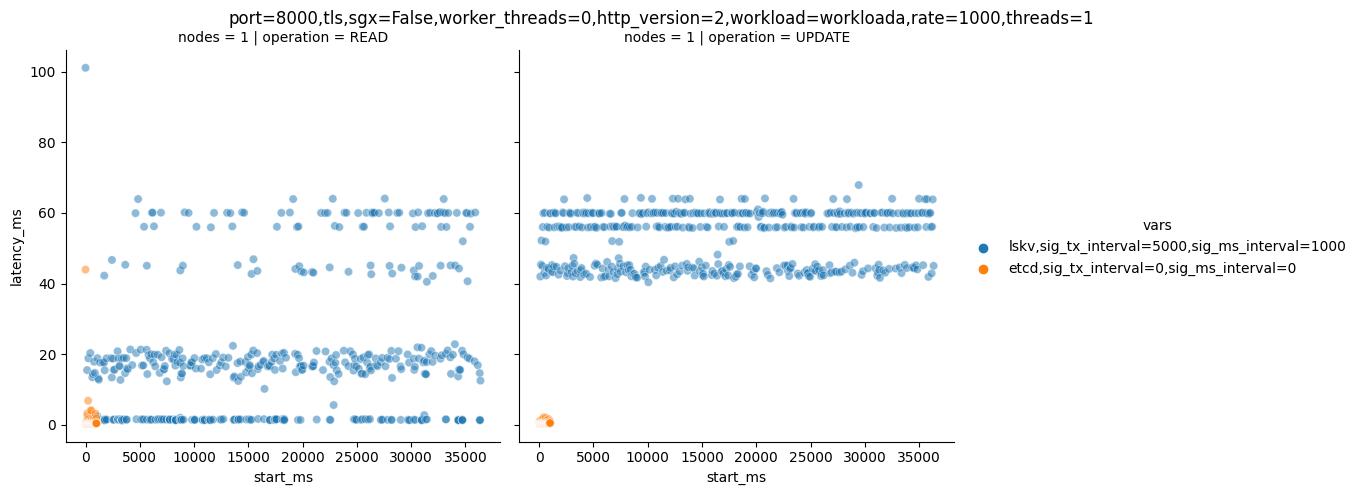 port=8000,tls,sgx=False,worker_threads=0,http_version=2,workload=workloada,rate=1000,threads=1
nodes = 1 | operation = READ
nodes = 1 | operation = UPDATE
100
80
60
40
20
0
latency_ms
0 5000 10000 15000 20000 25000 30000 35000
start_ms
0 5000 10000 15000 20000 25000 30000 35000
start_ms
vars
lskv,sig_tx_interval=5000,sig_ms_interval=1000
etcd,sig_tx_interval=0,sig_ms_interval=0